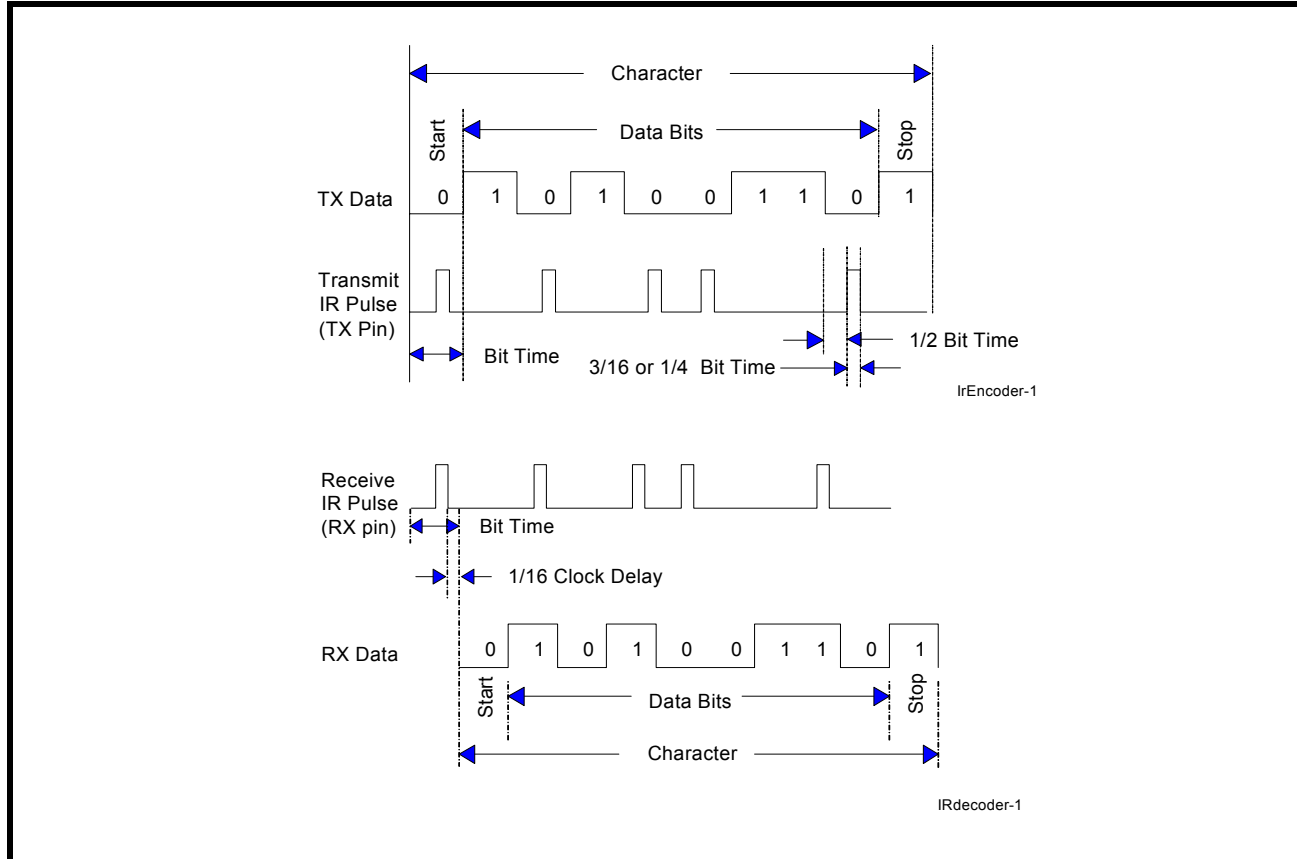 Character
Start
Data Bits
Stop
TX Data
0 1 0 1 0 0 1 1 0 1
Transmit
IR Pulse
(TX Pin)
Bit Time
1/2 Bit Time
3/16 or 1/4 Bit Time
IrEncoder-1
Receive
IR Pulse
(RX pin)
Bit Time
1/16 Clock Delay
RX Data
0 1 0 1 0 0 1 1 0 1
Start
Data Bits
Stop
Character
IRdecoder-1